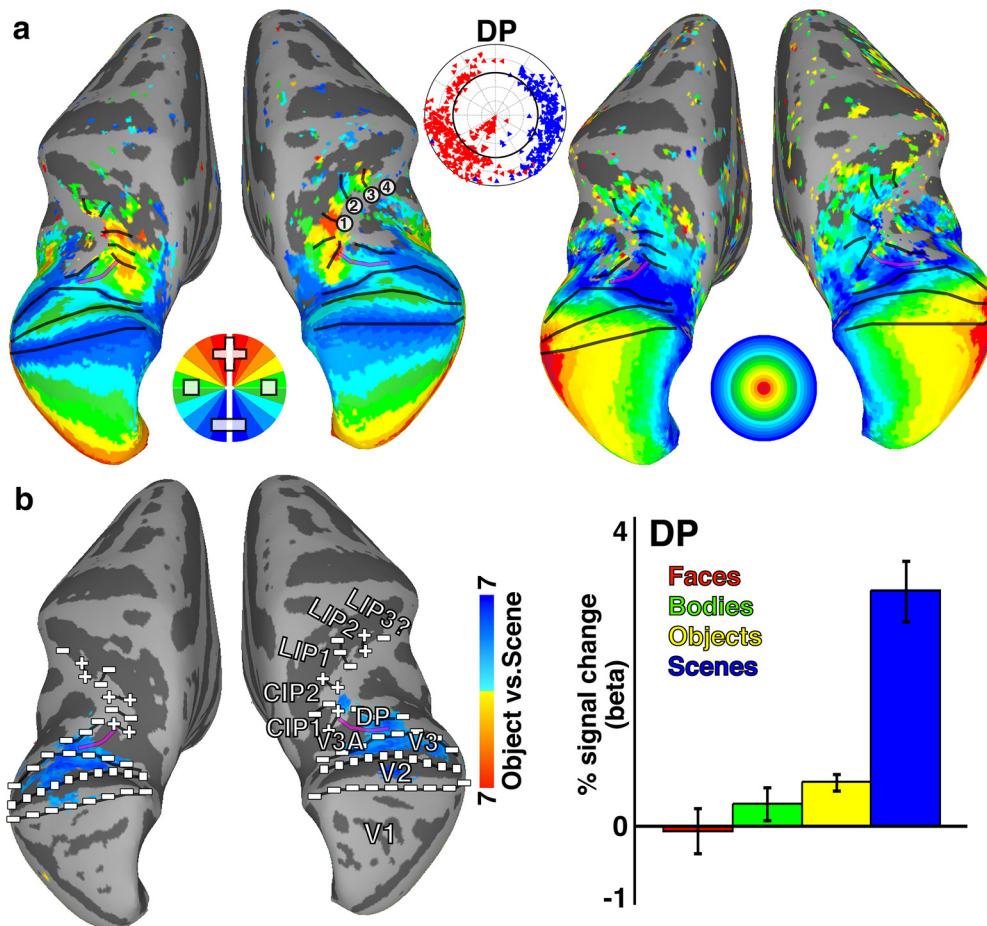 a
DP
1
2
3
4
b
LIP3?
LIP2
LIP1
CIP2
CIP1
DP
V3A
V3
V2
V1
7
Object vs.Scene
7
DP
Faces
Bodies
Objects
Scenes
% signal change
(beta)
4
0
-1